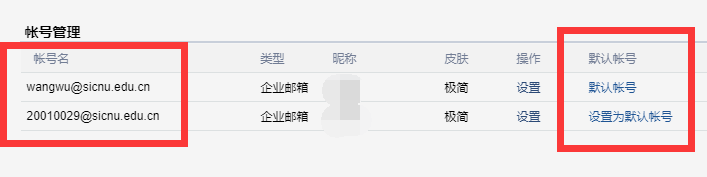 帐号管理
帐号名 类型 昵称 皮肤 操作 默认帐号
wangwu@sicnu.edu.cn 企业邮箱 极简 设置 默认帐号
20010029@sicnu.edu.cn 企业邮箱 极简 设置 设置为默认帐号